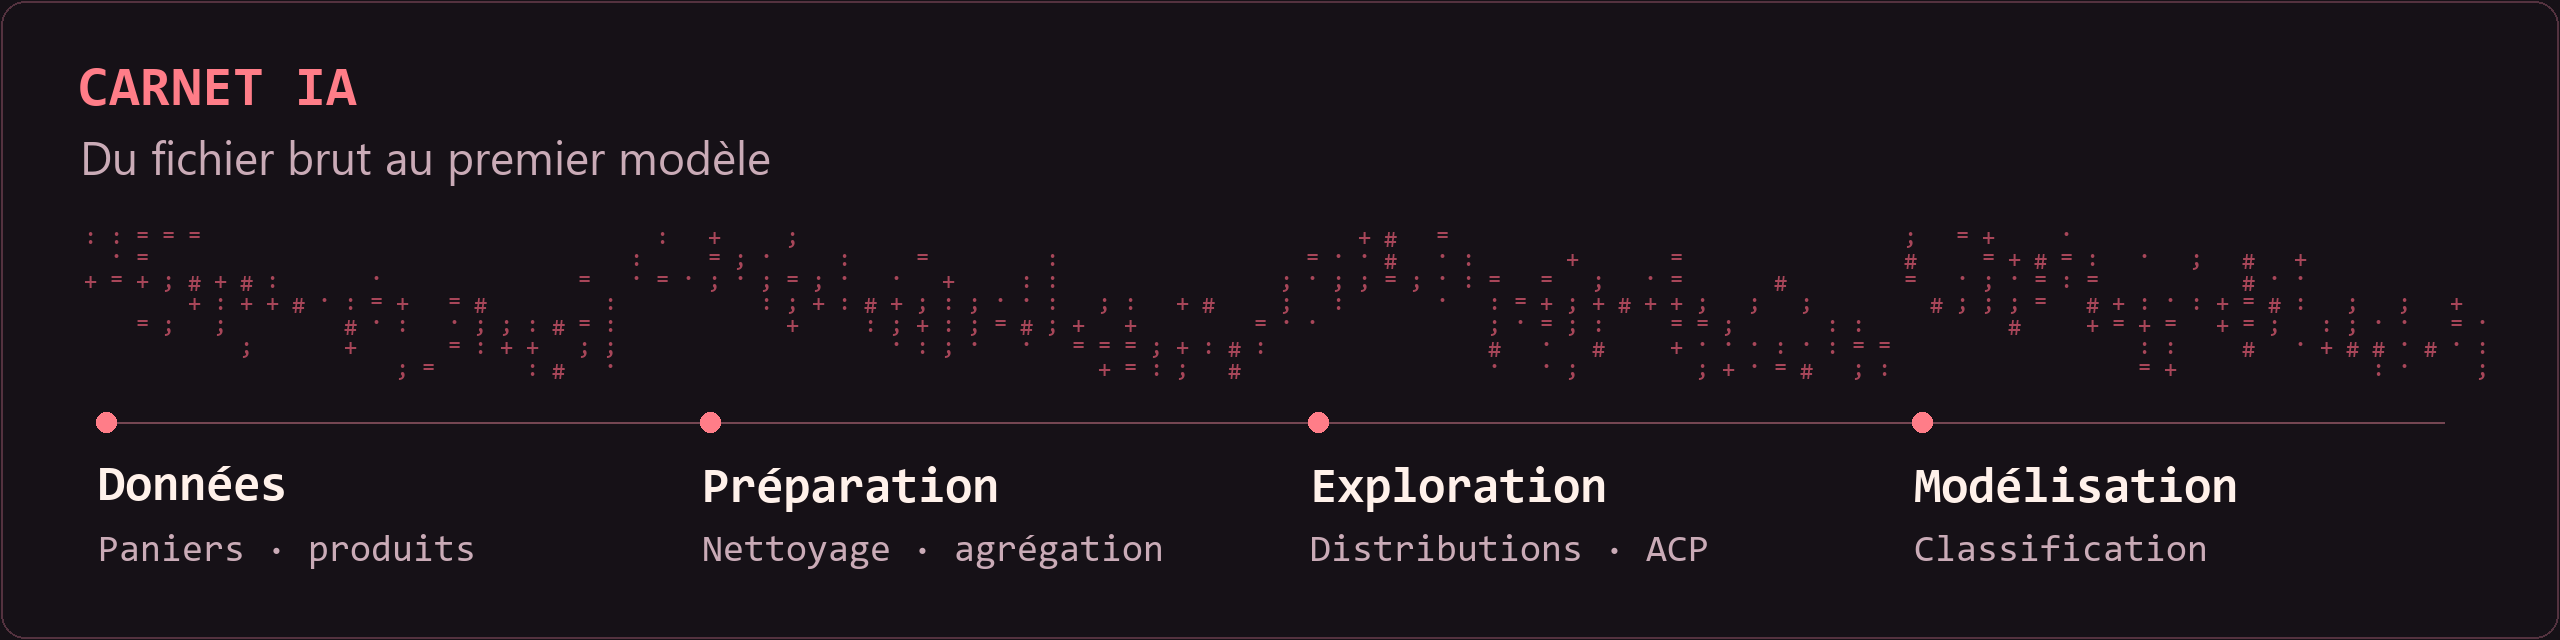 CARNET IA
Du fichier brut au premier modèle
Données
Paniers · produits
Préparation
Nettoyage · agrégation
Exploration
Distributions · ACP
Modélisation
Classification